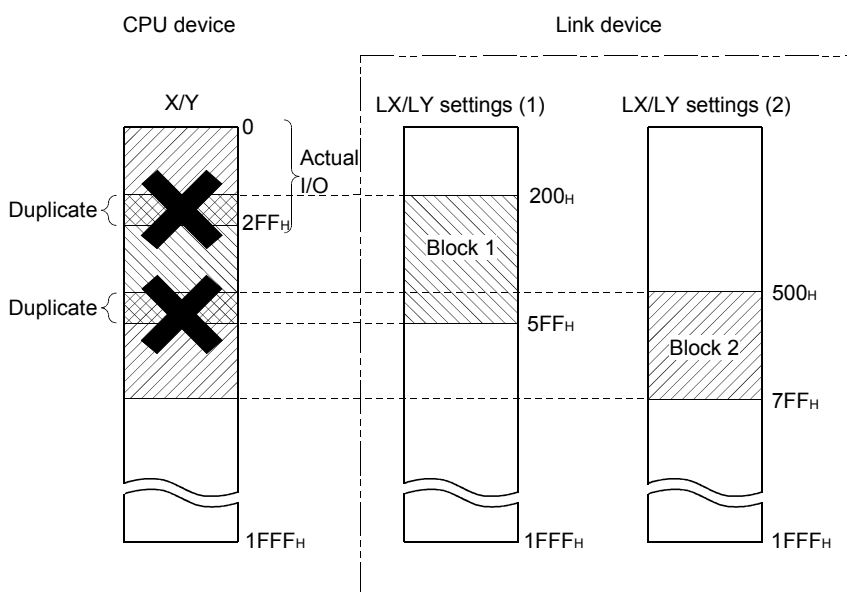 CPU device
Link device
X/Y
LX/LY settings (1)
LX/LY settings (2)
0
Actual
I/O
Duplicate
200H
2FFH
Block 1
500H
Duplicate
5FFH
Block 2
7FFH
1FFFH
1FFFH
1FFFH